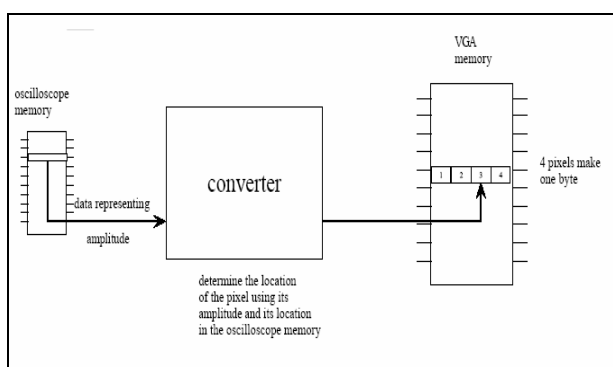 VGA
memory
oscilloscope
memory
converter
1 2 3 4
4 pixels make
one byte
data representing
amplitude
determine the location
of the pixel using its
amplitude and its location
in the oscilloscope memory